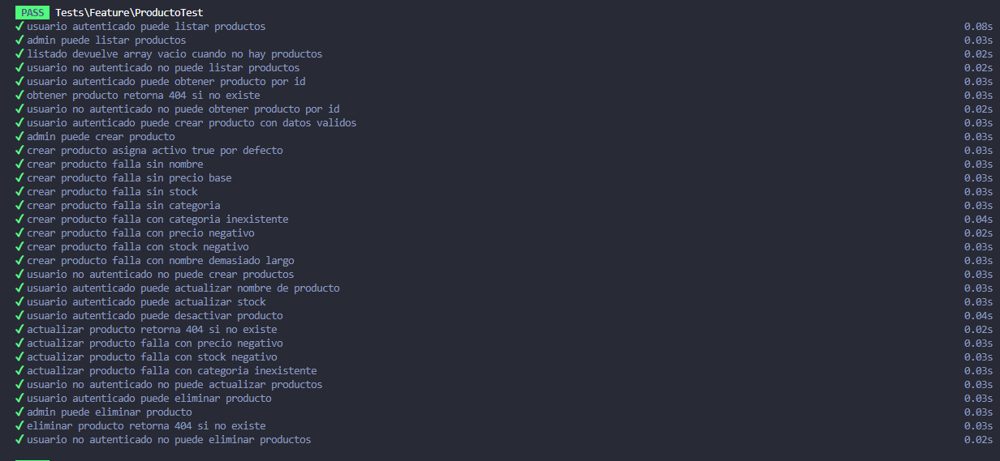 PASS Tests\Feature\ProductoTest
✓ usuario autenticado puede listar productos 0.08s
✓ admin puede listar productos 0.03s
✓ listado devuelve array vacio cuando no hay productos 0.02s
✓ usuario no autenticado no puede listar productos 0.02s
✓ usuario autenticado puede obtener producto por id 0.03s
✓ obtener producto retorna 404 si no existe 0.03s
✓ usuario no autenticado no puede obtener producto por id 0.02s
✓ usuario autenticado puede crear producto con datos validos 0.03s
✓ admin puede crear producto 0.03s
✓ crear producto asigna activo true por defecto 0.03s
✓ crear producto falla sin nombre 0.03s
✓ crear producto falla sin precio base 0.03s
✓ crear producto falla sin stock 0.03s
✓ crear producto falla sin categoria 0.03s
✓ crear producto falla con categoria inexistente 0.04s
✓ crear producto falla con precio negativo 0.02s
✓ crear producto falla con stock negativo 0.03s
✓ crear producto falla con nombre demasiado largo 0.03s
✓ usuario no autenticado no puede crear productos 0.03s
✓ usuario autenticado puede actualizar nombre de producto 0.03s
✓ usuario autenticado puede actualizar stock 0.03s
✓ usuario autenticado puede desactivar producto 0.04s
✓ actualizar producto retorna 404 si no existe 0.02s
✓ actualizar producto falla con precio negativo 0.03s
✓ actualizar producto falla con stock negativo 0.03s
✓ actualizar producto falla con categoria inexistente 0.03s
✓ usuario no autenticado no puede actualizar productos 0.03s
✓ usuario autenticado puede eliminar producto 0.03s
✓ admin puede eliminar producto 0.03s
✓ eliminar producto retorna 404 si no existe 0.03s
✓ usuario no autenticado no puede eliminar productos 0.02s